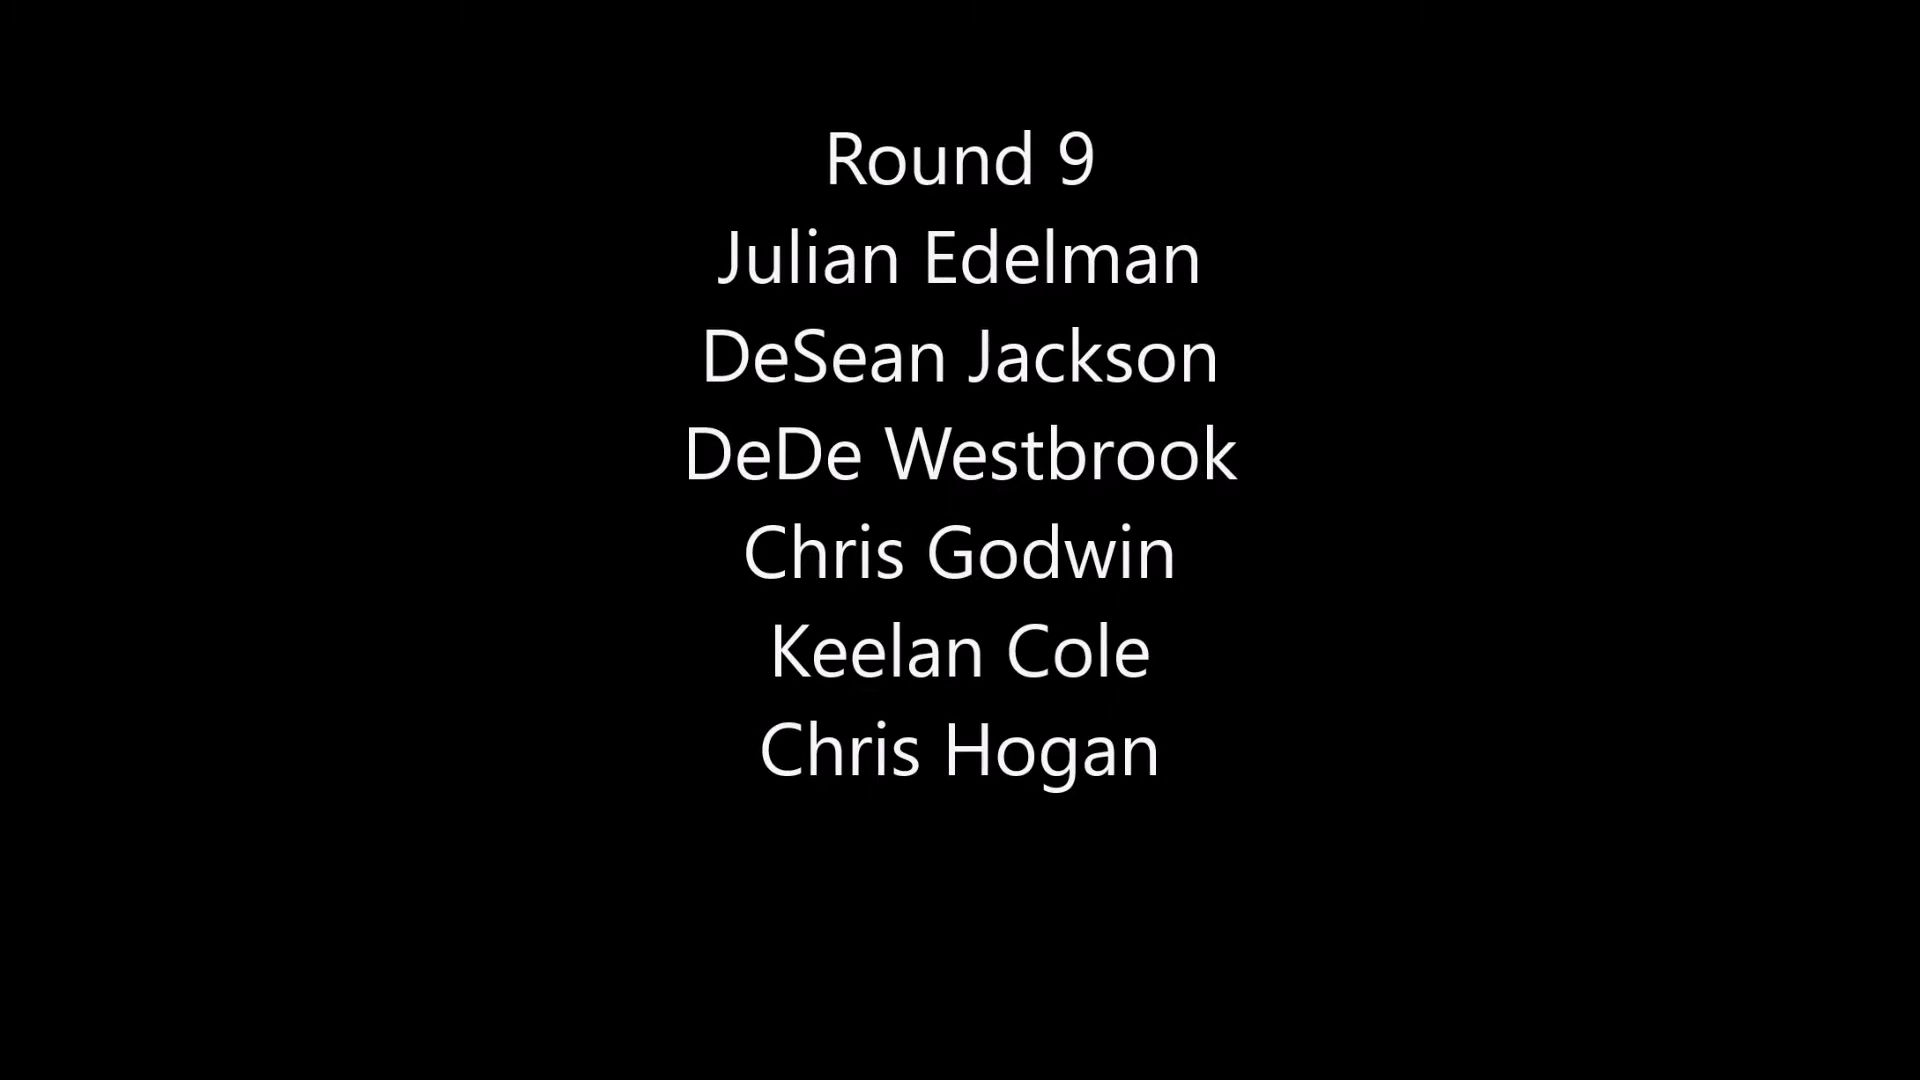 Round 9
Julian Edelman
DeSean Jackson
DeDe Westbrook
Chris Godwin
Keelan Cole
Chris Hogan